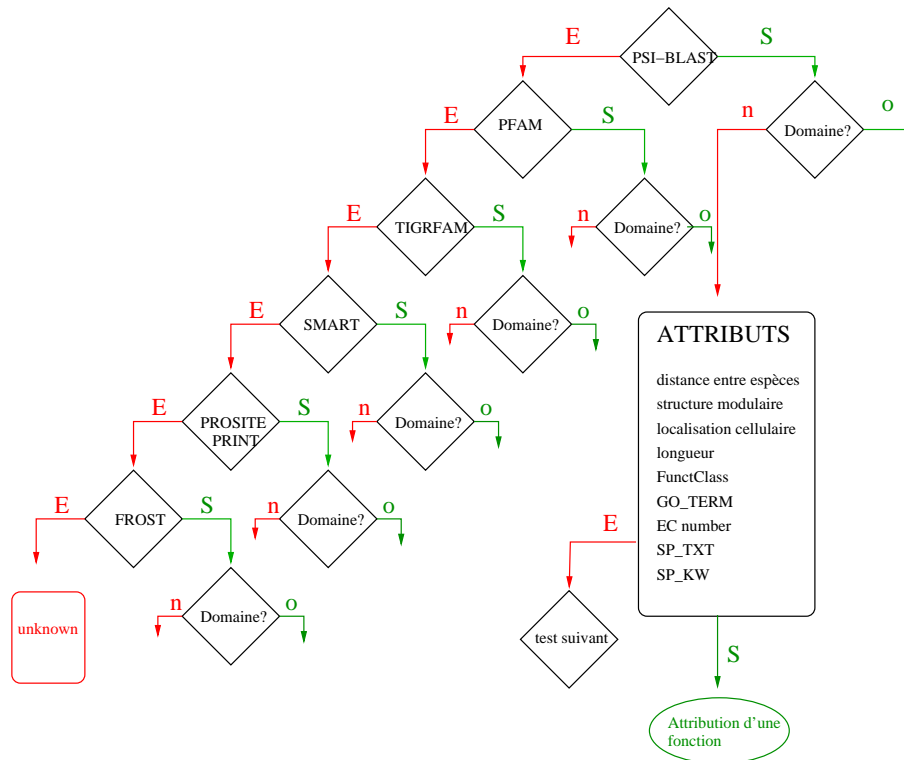 E
S
PSI-BLAST
E
S
n
Domaine?
o
PFAM
E
S
n
Domaine?
o
TIGRFAM
E
S
n
Domaine?
o
SMART
E
S
n
Domaine?
o
PROSITE
PRINT
E
S
n
Domaine?
o
FROST
n
Domaine?
o
unknown
ATTRIBUTS
distance entre espèces
structure modulaire
localisation cellulaire
longueur
FunctClass
GO_TERM
EC number
SP_TXT
SP_KW
E
test suivant
S
Attribution d'une
fonction